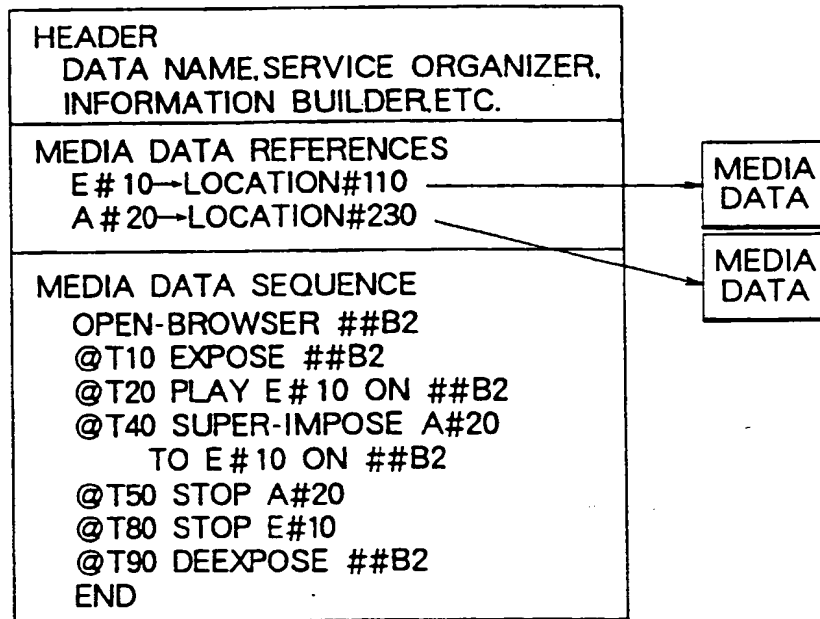 HEADER
DATA NAME,SERVICE ORGANIZER,
INFORMATION BUILDER,ETC.
MEDIA DATA REFERENCES
E#10→LOCATION#110
A#20→LOCATION#230
MEDIA DATA SEQUENCE
OPEN-BROWSER ##B2
@T10 EXPOSE ##B2
@T20 PLAY E#10 ON ##B2
@T40 SUPER-IMPOSE A#20
TO E#10 ON ##B2
@T50 STOP A#20
@T80 STOP E#10
@T90 DEEXPOSE ##B2
END
MEDIA
DATA
MEDIA
DATA